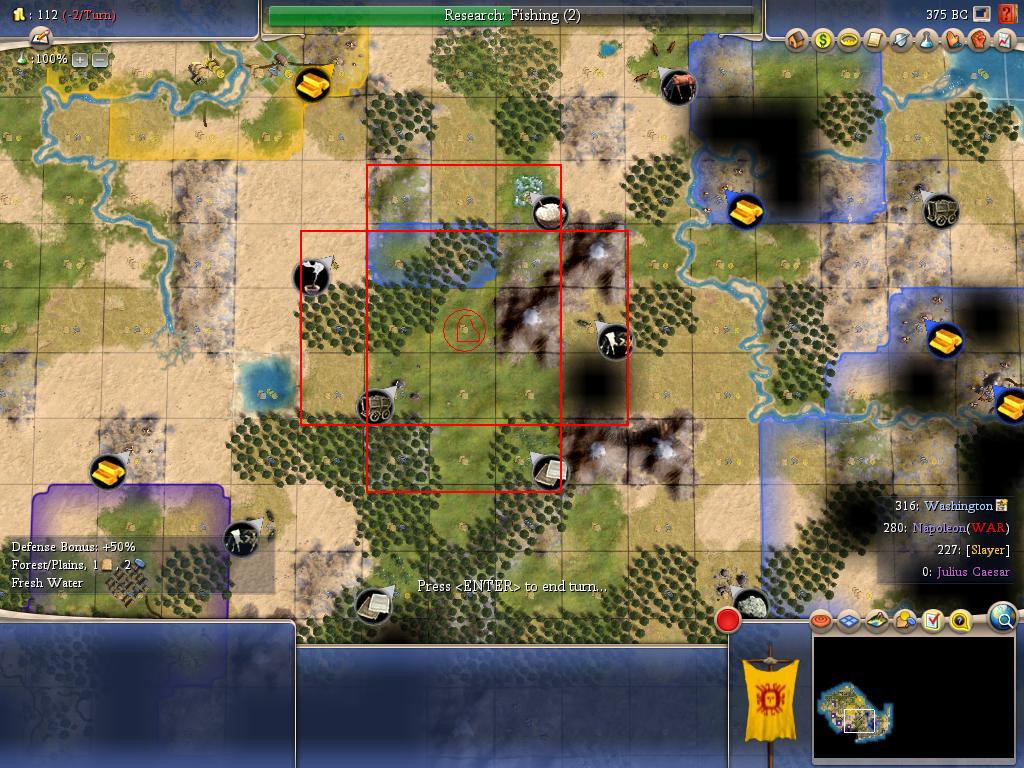 : 112 (-2/Turn)
Research: Fishing (2)
375 BC
:100%
316: Washington
280: Napoleon(WAR)
227: [Slayer]
0: Julius Caesar
Defense Bonus: +50%
Forest/Plains, 1 , 2
Fresh Water
Press <ENTER> to end turn...